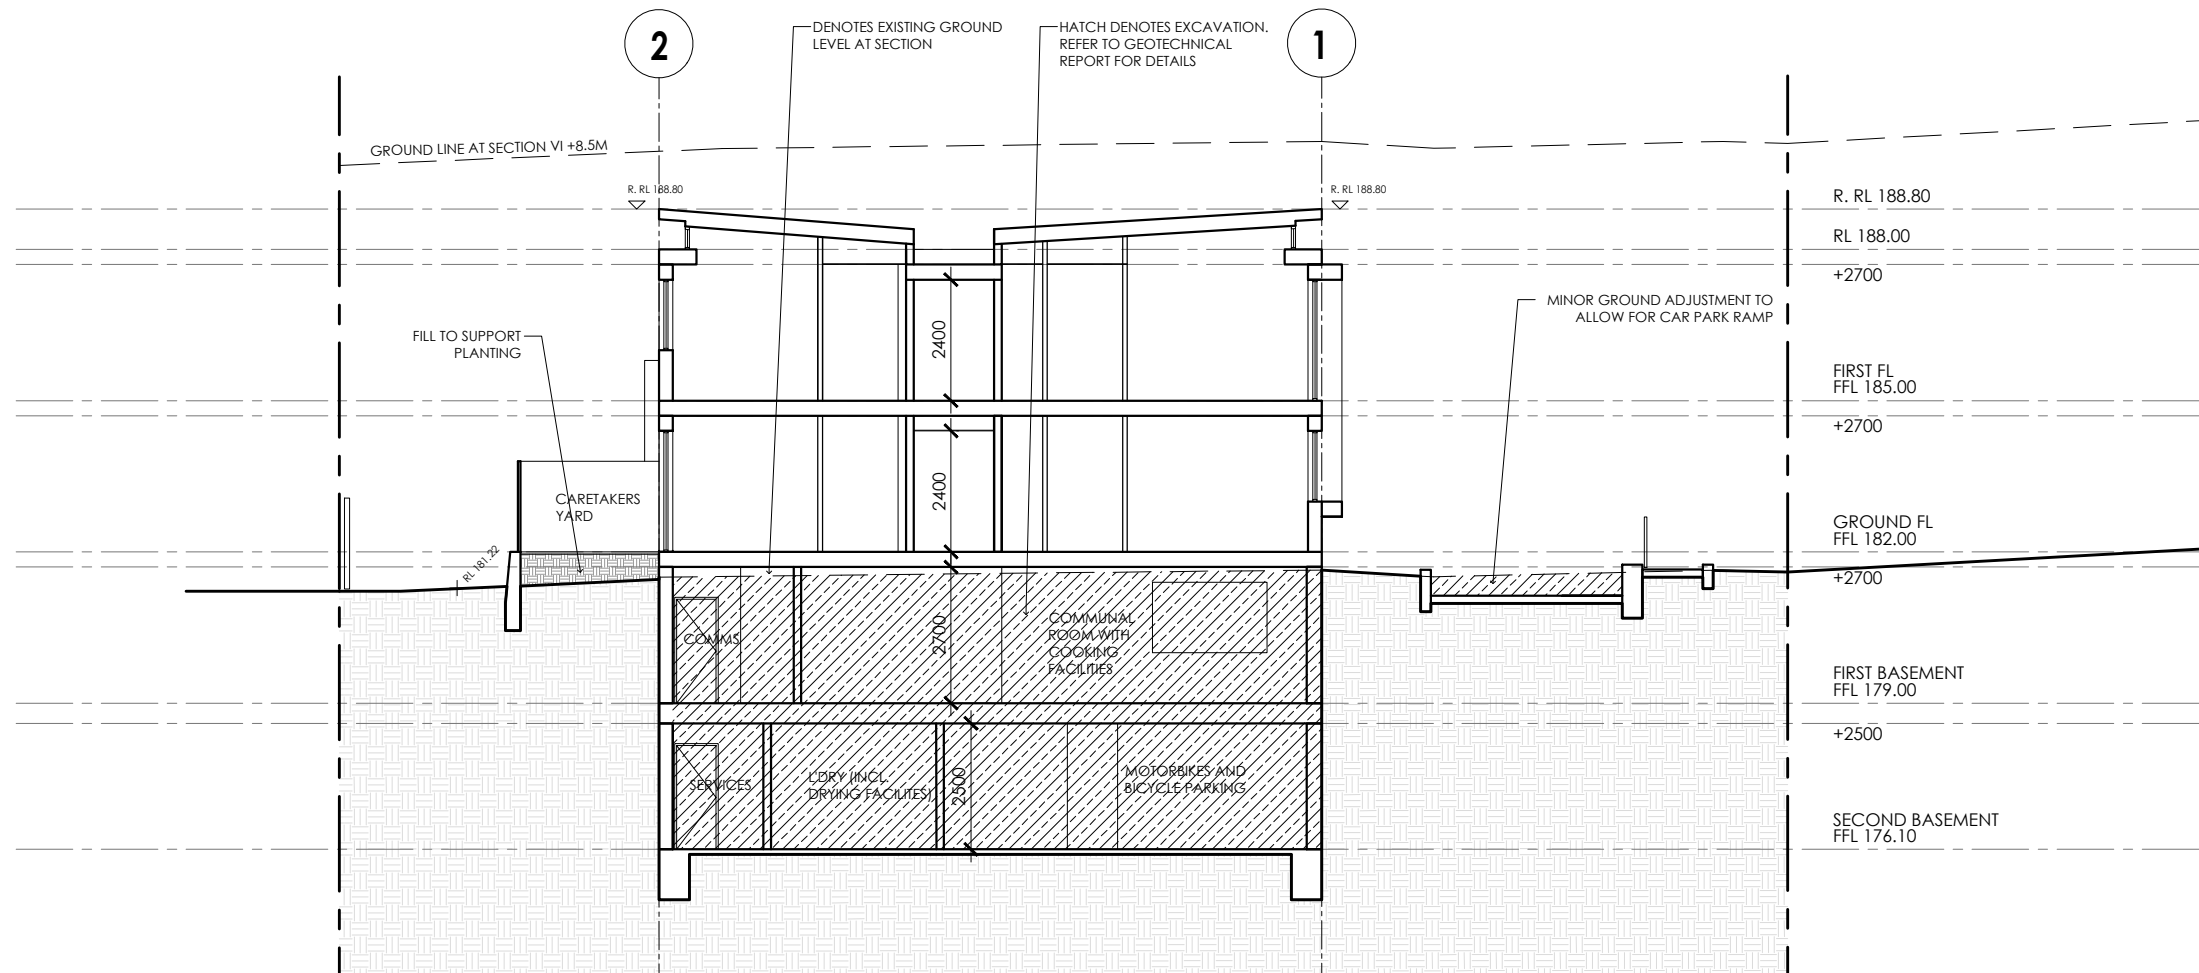 2
1
DENOTES EXISTING GROUND
LEVEL AT SECTION
HATCH DENOTES EXCAVATION.
REFER TO GEOTECHNICAL
REPORT FOR DETAILS
GROUND LINE AT SECTION VI +8.5M
R. RL 188.80
R. RL 188.80
R. RL 188.80
RL 188.00
+2700
MINOR GROUND ADJUSTMENT TO
ALLOW FOR CAR PARK RAMP
FILL TO SUPPORT
PLANTING
2400
FIRST FL
FFL 185.00
+2700
2400
CARETAKERS
YARD
GROUND FL
FFL 182.00
+2700
RL 181.22
COMMS
2700
COMMUNAL
ROOM WITH
COOKING
FACILITIES
FIRST BASEMENT
FFL 179.00
+2500
SERVICES
L'DRY (INCL.
DRYING FACILITES)
2500
MOTORBIKES AND
BICYCLE PARKING
SECOND BASEMENT
FFL 176.10